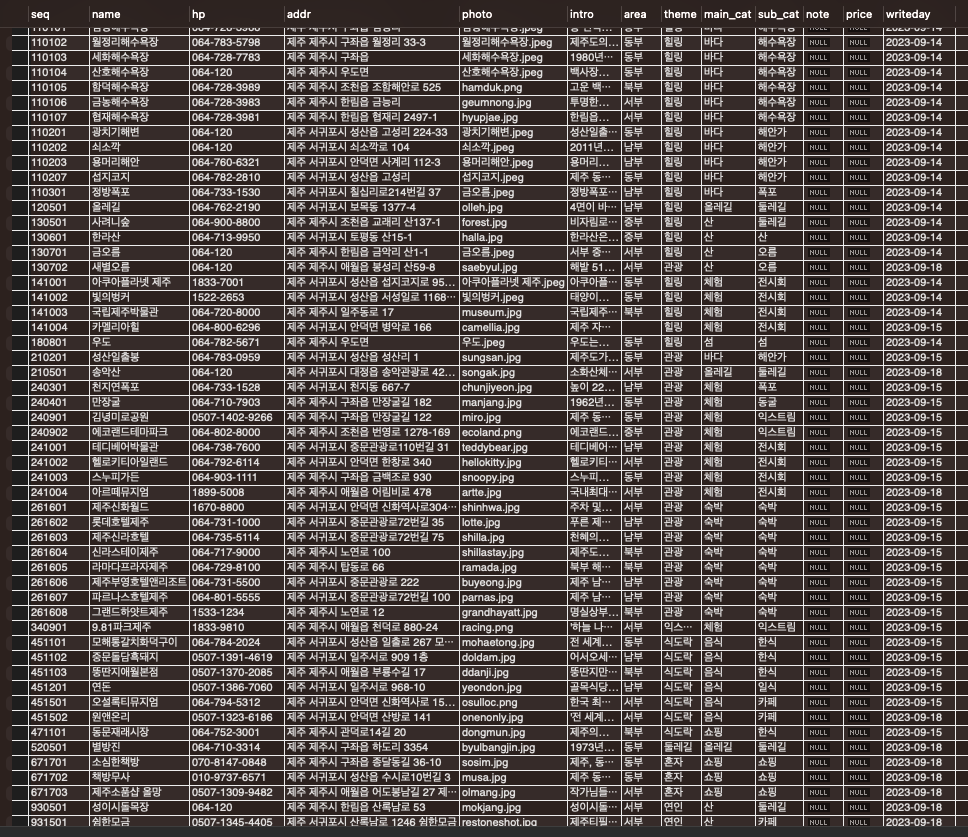 seq name hp addr photo intro area theme main_cat sub_cat note price writeday
110102 월정리해수욕장 064-783-5798 제주 제주시 구좌읍 월정리 33-3 월정리해수욕장.jpeg 제주도의… 동부 힐링 바다 해수욕장 NULL NULL 2023-09-14
110103 세화해수욕장 064-728-7783 제주 제주시 구좌읍 세화해수욕장.jpeg 1980년… 동부 힐링 바다 해수욕장 NULL NULL 2023-09-14
110104 산호해수욕장 064-120 제주 제주시 우도면 산호해수욕장.jpeg 백사장… 동부 힐링 바다 해수욕장 NULL NULL 2023-09-14
110105 함덕해수욕장 064-728-3989 제주 제주시 조천읍 조함해안로 525 hamduk.png 고운 백… 북부 힐링 바다 해수욕장 NULL NULL 2023-09-14
110106 금능해수욕장 064-728-3983 제주 제주시 한림읍 금능리 geumnong.jpg 투명한… 서부 힐링 바다 해수욕장 NULL NULL 2023-09-14
110107 협재해수욕장 064-728-3981 제주 제주시 한림읍 협재리 2497-1 hyupjae.jpg 한림읍… 서부 힐링 바다 해수욕장 NULL NULL 2023-09-14
110201 광치기해변 064-120 제주 서귀포시 성산읍 고성리 224-33 광치기해변.jpeg 성산일출… 동부 힐링 바다 해안가 NULL NULL 2023-09-14
110202 쇠소깍 064-120 제주 서귀포시 쇠소깍로 104 쇠소깍.jpeg 2011년… 남부 힐링 바다 해안가 NULL NULL 2023-09-14
110203 용머리해안 064-760-6321 제주 서귀포시 안덕면 사계리 112-3 용머리해안.jpeg 용머리… 남부 힐링 바다 해안가 NULL NULL 2023-09-14
110207 섭지코지 064-782-2810 제주 서귀포시 성산읍 고성리 섭지코지.jpeg 제주 동… 동부 힐링 바다 해안가 NULL NULL 2023-09-14
110301 정방폭포 064-733-1530 제주 서귀포시 칠십리로214번길 37 금오름.jpeg 정방폭포… 남부 힐링 바다 폭포 NULL NULL 2023-09-14
120501 올레길 064-762-2190 제주 서귀포시 보목동 1377-4 olleh.jpg 4면이 바… 남부 힐링 올레길 둘레길 NULL NULL 2023-09-14
130501 사려니숲 064-900-8800 제주 제주시 조천읍 교래리 산137-1 forest.jpg 비자림로… 중부 힐링 산 둘레길 NULL NULL 2023-09-14
130601 한라산 064-713-9950 제주 서귀포시 토평동 산15-1 halla.jpg 한라산은… 중부 힐링 산 산 NULL NULL 2023-09-14
130701 금오름 064-120 제주 제주시 한림읍 금악리 산1-1 금오름.jpeg 서부 중… 서부 힐링 산 오름 NULL NULL 2023-09-14
130702 새별오름 064-120 제주 제주시 애월읍 봉성리 산59-8 saebyul.jpg 해발 51… 서부 관광 산 오름 NULL NULL 2023-09-18
141001 아쿠아플라넷 제주 1833-7001 제주 서귀포시 성산읍 섭지코지로 95… 아쿠아플라넷 제주.jpeg 아쿠아플… 동부 힐링 체험 전시회 NULL NULL 2023-09-14
141002 빛의벙커 1522-2653 제주 서귀포시 성산읍 서성일로 1168… 빛의벙커.jpeg 태양이… 동부 힐링 체험 전시회 NULL NULL 2023-09-14
141003 국립제주박물관 064-720-8000 제주 제주시 일주동로 17 museum.jpg 국립제주… 북부 힐링 체험 전시회 NULL NULL 2023-09-14
141004 카멜리아힐 064-800-6296 제주 서귀포시 안덕면 병악로 166 camellia.jpg 제주 자… 힐링 체험 전시회 NULL NULL 2023-09-15
180801 우도 064-782-5671 제주 제주시 우도면 우도.jpeg 우도는… 동부 힐링 섬 섬 NULL NULL 2023-09-14
210201 성산일출봉 064-783-0959 제주 서귀포시 성산읍 성산리 1 sungsan.jpg 제주도가… 동부 관광 바다 해안가 NULL NULL 2023-09-15
210501 송악산 064-120 제주 서귀포시 대정읍 송악관광로 42… songak.jpg 소화산체… 서부 관광 올레길 둘레길 NULL NULL 2023-09-18
240301 천지연폭포 064-733-1528 제주 서귀포시 천지동 667-7 chunjiyeon.jpg 높이 22… 남부 관광 체험 폭포 NULL NULL 2023-09-15
240401 만장굴 064-710-7903 제주 제주시 구좌읍 만장굴길 182 manjang.jpg 1962년… 동부 관광 체험 동굴 NULL NULL 2023-09-15
240901 김녕미로공원 0507-1402-9266 제주 제주시 구좌읍 만장굴길 122 miro.jpg 제주 동… 동부 관광 체험 익스트림 NULL NULL 2023-09-15
240902 에코랜드테마파크 064-802-8000 제주 제주시 조천읍 번영로 1278-169 ecoland.png 에코랜드… 중부 관광 체험 익스트림 NULL NULL 2023-09-15
241001 테디베어박물관 064-738-7600 제주 서귀포시 중문관광로110번길 31 teddybear.jpg 테디베어… 남부 관광 체험 전시회 NULL NULL 2023-09-15
241002 헬로키티아일랜드 064-792-6114 제주 서귀포시 안덕면 한창로 340 hellokitty.jpg 헬로키티… 서부 관광 체험 전시회 NULL NULL 2023-09-15
241003 스누피가든 064-903-1111 제주 제주시 구좌읍 금백조로 930 snoopy.jpg 스누피… 동부 관광 체험 전시회 NULL NULL 2023-09-15
241004 아르떼뮤지엄 1899-5008 제주 제주시 애월읍 어림비로 478 artte.jpg 국내최대… 서부 관광 체험 전시회 NULL NULL 2023-09-18
261601 제주신화월드 1670-8800 제주 서귀포시 안덕면 신화역사로304… shinhwa.jpg 주차 및… 서부 관광 숙박 숙박 NULL NULL 2023-09-15
261602 롯데호텔제주 064-731-1000 제주 서귀포시 중문관광로72번길 35 lotte.jpg 푸른 제… 남부 관광 숙박 숙박 NULL NULL 2023-09-15
261603 제주신라호텔 064-735-5114 제주 서귀포시 중문관광로72번길 75 shilla.jpg 천혜의… 남부 관광 숙박 숙박 NULL NULL 2023-09-15
261604 신라스테이제주 064-717-9000 제주 제주시 노연로 100 shillastay.jpg 제주도… 북부 관광 숙박 숙박 NULL NULL 2023-09-15
261605 라마다프라자제주 064-729-8100 제주 제주시 탑동로 66 ramada.jpg 북부 해… 북부 관광 숙박 숙박 NULL NULL 2023-09-15
261606 제주부영호텔앤리조트 064-731-5500 제주 서귀포시 중문관광로 222 buyeong.jpg 제주 남… 남부 관광 숙박 숙박 NULL NULL 2023-09-15
261607 파르나스호텔제주 064-801-5555 제주 서귀포시 중문관광로72번길 100 parnas.jpg 제주 남… 남부 관광 숙박 숙박 NULL NULL 2023-09-15
261608 그랜드하얏트제주 1533-1234 제주 제주시 노연로 12 grandhayatt.jpg 명실상부… 북부 관광 숙박 숙박 NULL NULL 2023-09-15
340901 9.81파크제주 1833-9810 제주 제주시 애월읍 천덕로 880-24 racing.png '하늘 나… 서부 익스… 체험 익스트림 NULL NULL 2023-09-15
451101 모해통갈치화덕구이 064-784-2024 제주 서귀포시 성산읍 일출로 267 모… mohaetong.jpg 전 세계… 동부 식도락 음식 한식 NULL NULL 2023-09-15
451102 중문돌담흑돼지 0507-1391-4619 제주 서귀포시 일주서로 909 1층 doldam.jpg 어서오세… 남부 식도락 음식 한식 NULL NULL 2023-09-15
451103 뚱딴지애월본점 0507-1370-2085 제주 제주시 애월읍 부룡수길 17 ddanji.jpg 뚱딴지만… 북부 식도락 음식 한식 NULL NULL 2023-09-18
451201 연돈 0507-1386-7060 제주 서귀포시 일주서로 968-10 yeondon.jpg 골목식당… 남부 식도락 음식 일식 NULL NULL 2023-09-15
451501 오설록티뮤지엄 064-794-5312 제주 서귀포시 안덕면 신화역사로 15… osulloc.png 한국 최… 서부 식도락 음식 카페 NULL NULL 2023-09-15
451502 원앤온리 0507-1323-6186 제주 서귀포시 안덕면 산방로 141 onenonly.jpg '전 세계… 서부 식도락 음식 카페 NULL NULL 2023-09-18
471101 동문재래시장 064-752-3001 제주 제주시 관덕로14길 20 dongmun.jpg 제주의… 북부 식도락 쇼핑 한식 NULL NULL 2023-09-15
520501 별방진 064-710-3314 제주 제주시 구좌읍 하도리 3354 byulbangjin.jpg 1973년… 동부 둘레길 올레길 둘레길 NULL NULL 2023-09-18
671701 소심한책방 070-8147-0848 제주 제주시 구좌읍 종달동길 36-10 sosim.jpg 제주, 동… 동부 혼자 쇼핑 쇼핑 NULL NULL 2023-09-18
671702 책방무사 010-9737-6571 제주 서귀포시 성산읍 수시로10번길 3 musa.jpg 제주 동… 동부 혼자 쇼핑 쇼핑 NULL NULL 2023-09-18
671703 제주소품샵 올망 0507-1309-9482 제주 제주시 애월읍 어도봉남길 27 제… olmang.jpg 작가님들… 서부 혼자 쇼핑 쇼핑 NULL NULL 2023-09-18
930501 성이시돌목장 064-120 제주 제주시 한림읍 산록남로 53 mokjang.jpg 성이시돌… 서부 연인 산 둘레길 NULL NULL 2023-09-18
931501 쉼한모금 0507-1345-4405 제주 제주시 산록남로 1246 쉼한모금 restoneshot.jpg 제주티필… 서부 연인 산 카페 NULL NULL 2023-09-18